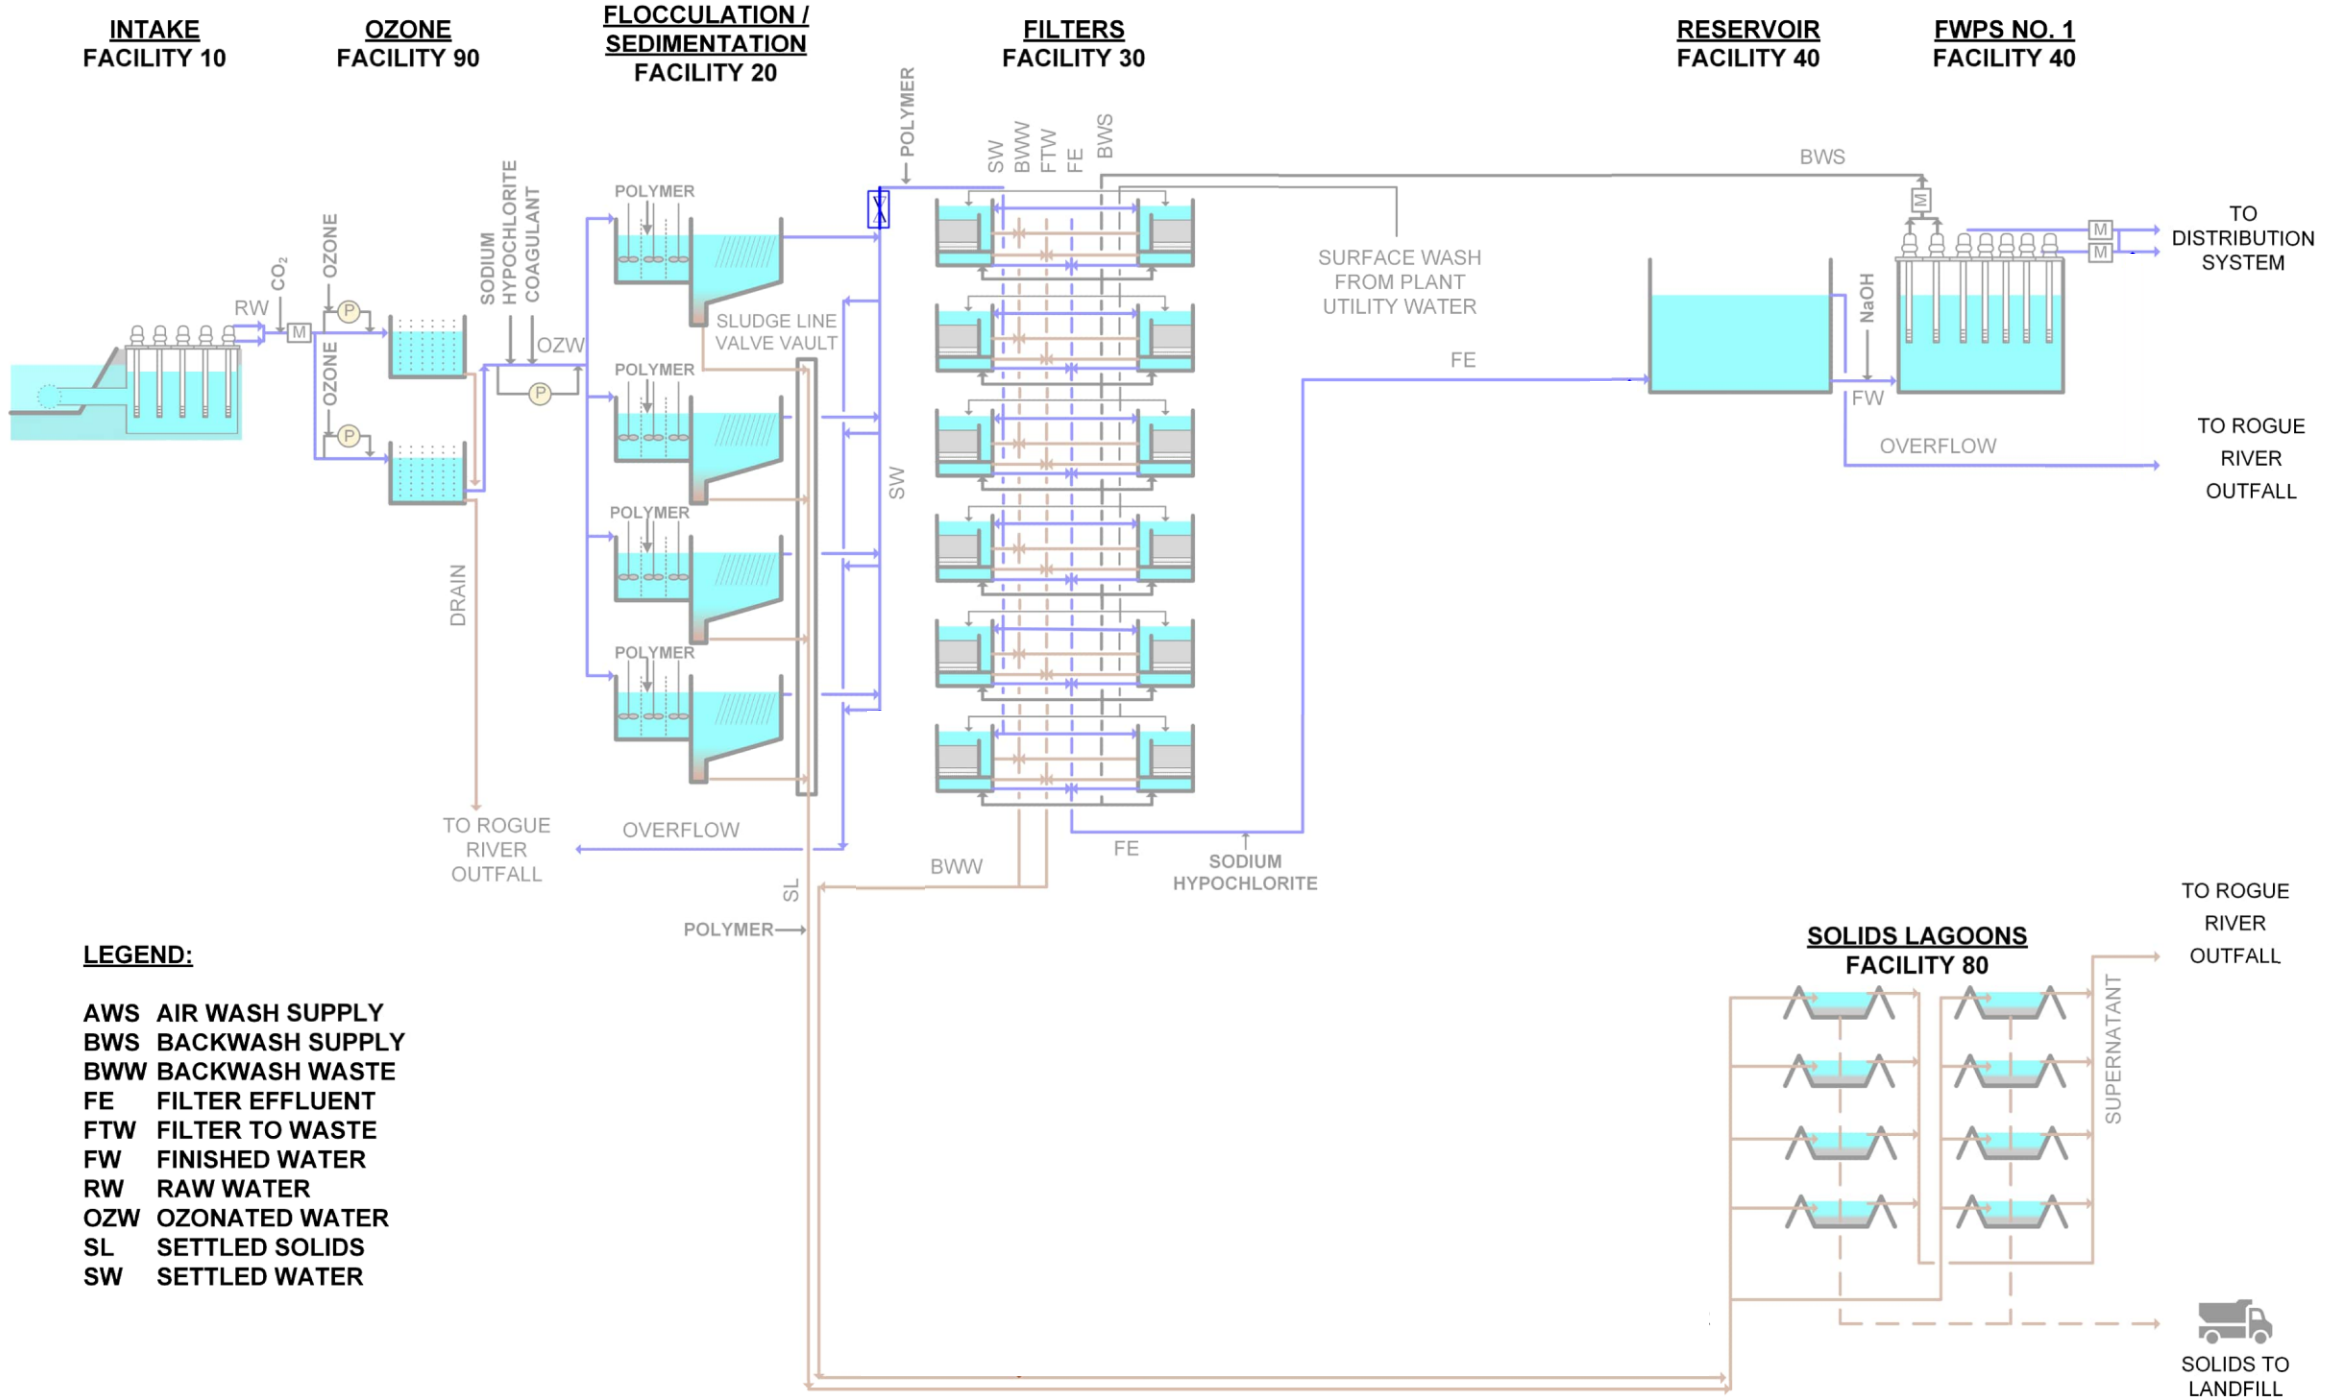 INTAKE
FACILITY 10
OZONE
FACILITY 90
FLOCCULATION /
SEDIMENTATION
FACILITY 20
FILTERS
FACILITY 30
RESERVOIR
FACILITY 40
FWPS NO. 1
FACILITY 40
RW
CO2
M
OZONE
P
OZONE
P
SODIUM
HYPOCHLORITE
COAGULANT
OZW
P
DRAIN
TO ROGUE
RIVER
OUTFALL
POLYMER
POLYMER
POLYMER
POLYMER
SLUDGE LINE
VALVE VAULT
OVERFLOW
SW
POLYMER
SW
BWW
FTW
FE
BWS
SURFACE WASH
FROM PLANT
UTILITY WATER
BWS
M
M
M
TO
DISTRIBUTION
SYSTEM
FE
NaOH
FW
OVERFLOW
TO ROGUE
RIVER
OUTFALL
BWW
FE
SODIUM
HYPOCHLORITE
SL
POLYMER
SOLIDS LAGOONS
FACILITY 80
SUPERNATANT
TO ROGUE
RIVER
OUTFALL
SOLIDS TO
LANDFILL
LEGEND:
AWS AIR WASH SUPPLY
BWS BACKWASH SUPPLY
BWW BACKWASH WASTE
FE FILTER EFFLUENT
FTW FILTER TO WASTE
FW FINISHED WATER
RW RAW WATER
OZW OZONATED WATER
SL SETTLED SOLIDS
SW SETTLED WATER